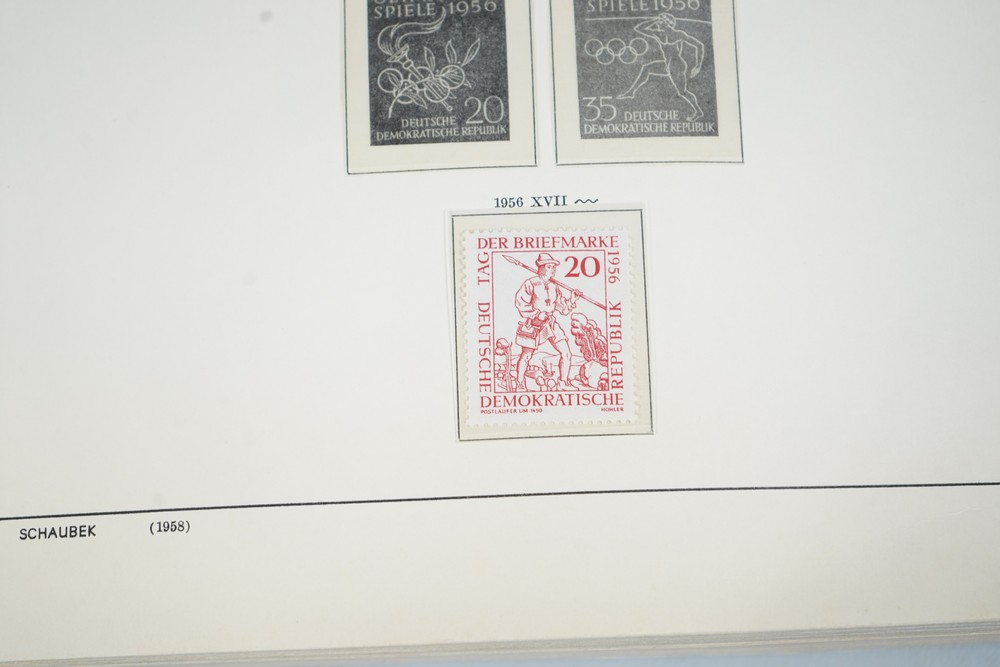 SPIELE 1956
20
DEUTSCHE
DEMOKRATISCHE REPUBLIK
SPIELE 1956
35 DEUTSCHE
DEMOKRATISCHE REPUBLIK
1956 XVII
TAG
DER BRIEFMARKE
1956
20
DEUTSCHE
DEMOKRATISCHE
REPUBLIK
POSTLÄUFER UM 1450
SCHAUBEK (1958)